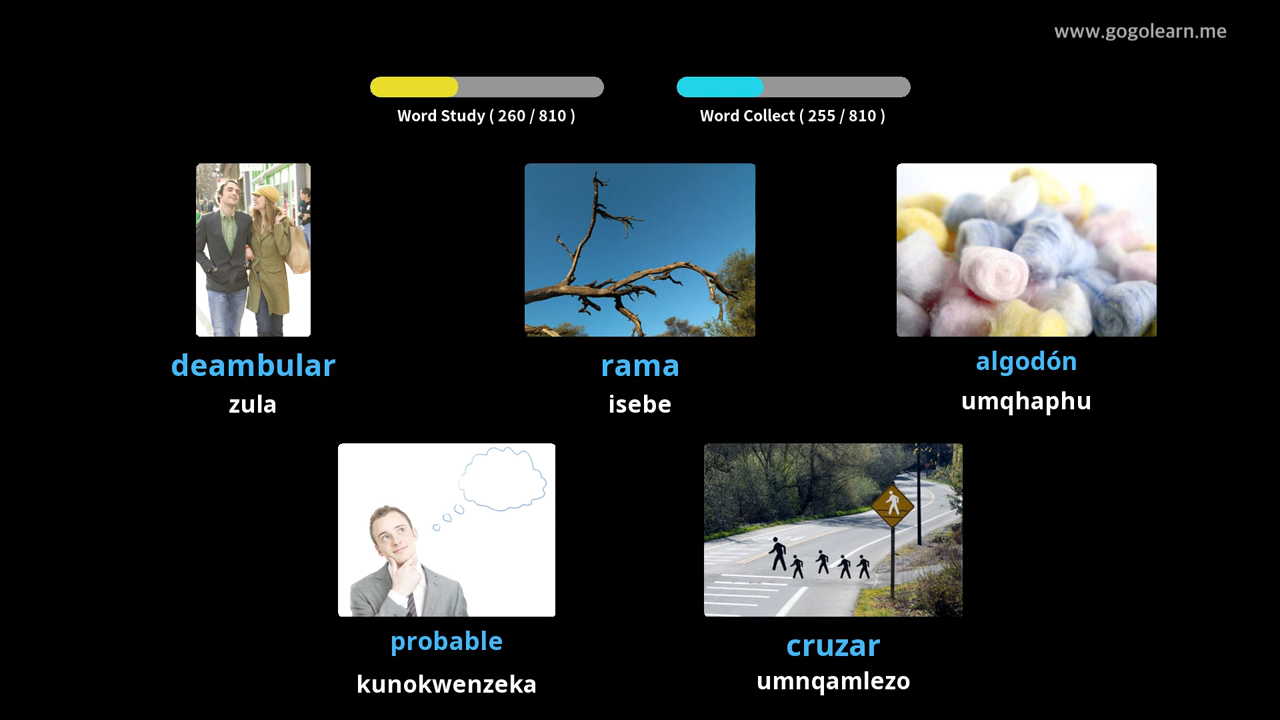 www.gogolearn.me
Word Study ( 260 / 810 )
Word Collect ( 255 / 810 )
deambular
zula
rama
isebe
algodón
umqhaphu
probable
kunokwenzeka
cruzar
umnqamlezo